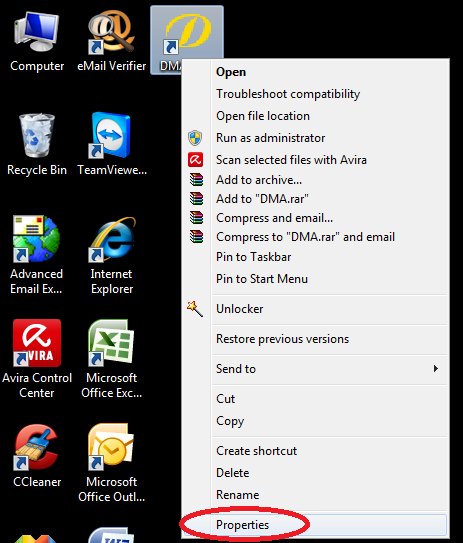 Computer
eMail Verifier
DMA
Recycle Bin
TeamViewe...
Advanced
Email Ex...
Internet
Explorer
AVIRA
Avira Control
Center
Microsoft
Office Exc...
CCleaner
Microsoft
Office Outl...
Open
Troubleshoot compatibility
Open file location
Run as administrator
Scan selected files with Avira
Add to archive...
Add to "DMA.rar"
Compress and email...
Compress to "DMA.rar" and email
Pin to Taskbar
Pin to Start Menu
Unlocker
Restore previous versions
Send to
Cut
Copy
Create shortcut
Delete
Rename
Properties